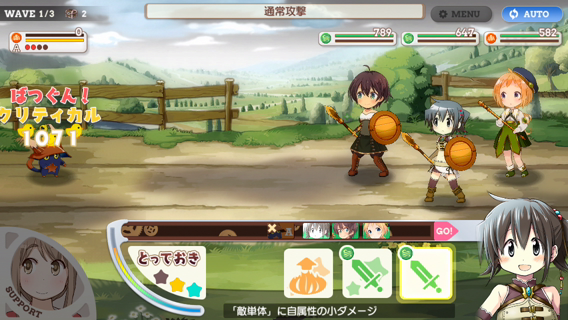 WAVE 1/3 2
通常攻撃
MENU
AUTO
0
A
789
647
582
ばつぐん!
クリティカル
1071
GO!
とっておき
SUPPORT
「敵単体」に自属性の小ダメージ